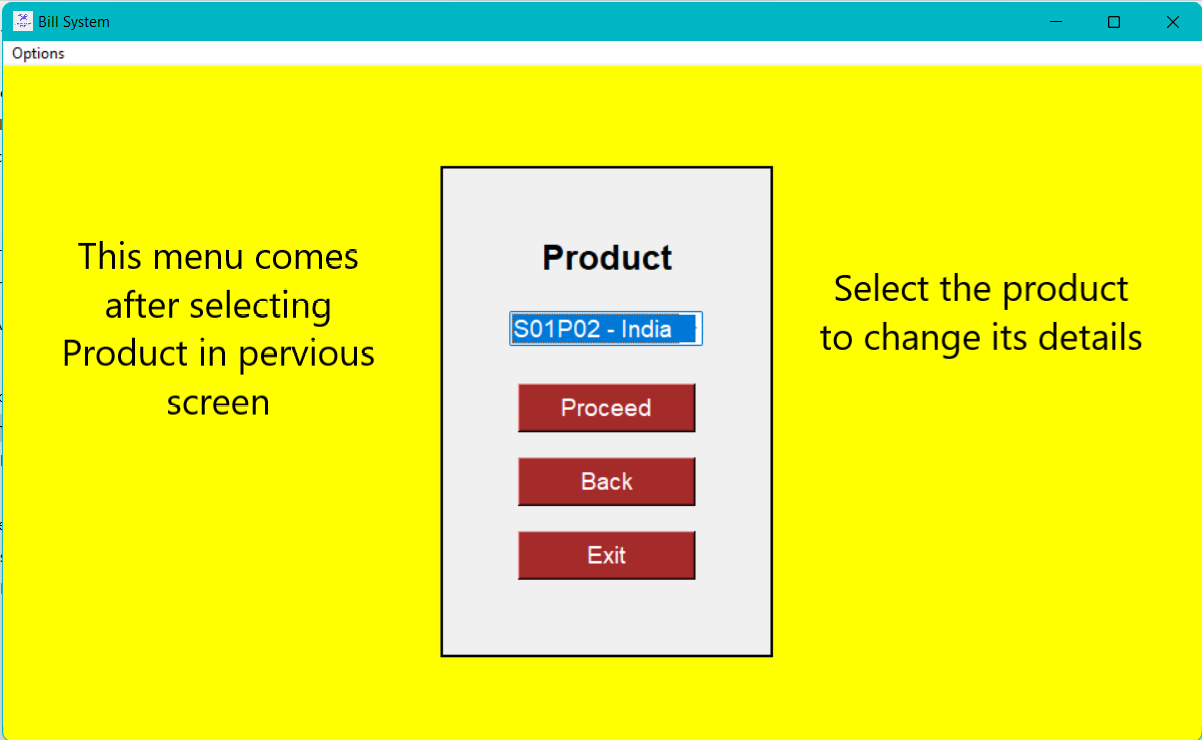 Bill System
Options
This menu comes
after selecting
Product in pervious
screen
Product
S01P02 - India
Proceed
Back
Exit
Select the product
to change its details